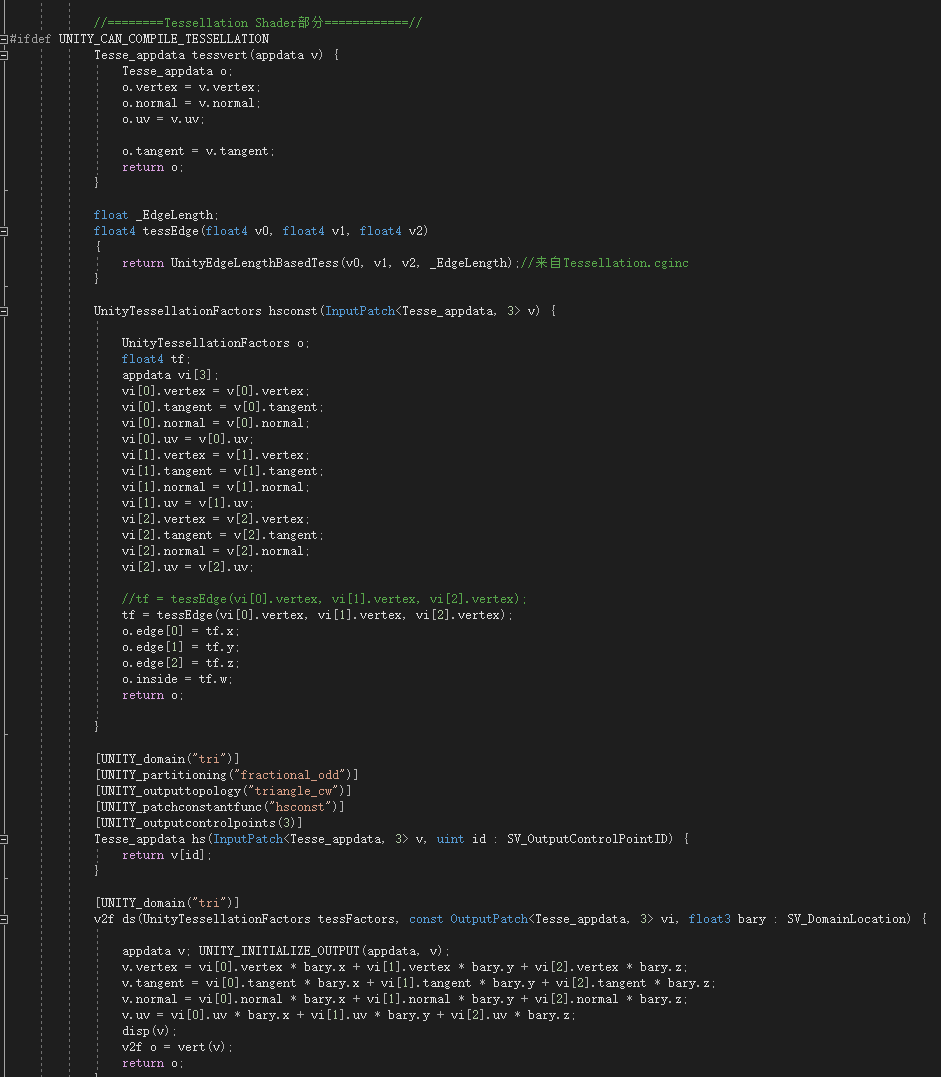 //========Tessellation Shader部分============//
#ifdef UNITY_CAN_COMPILE_TESSELLATION
Tesse_appdata tessvert(appdata v) {
Tesse_appdata o;
o.vertex = v.vertex;
o.normal = v.normal;
o.uv = v.uv;
o.tangent = v.tangent;
return o;
}
float _EdgeLength;
float4 tessEdge(float4 v0, float4 v1, float4 v2)
{
return UnityEdgeLengthBasedTess(v0, v1, v2, _EdgeLength);//来自Tessellation.cginc
}
UnityTessellationFactors hsconst(InputPatch<Tesse_appdata, 3> v) {
UnityTessellationFactors o;
float4 tf;
appdata vi[3];
vi[0].vertex = v[0].vertex;
vi[0].tangent = v[0].tangent;
vi[0].normal = v[0].normal;
vi[0].uv = v[0].uv;
vi[1].vertex = v[1].vertex;
vi[1].tangent = v[1].tangent;
vi[1].normal = v[1].normal;
vi[1].uv = v[1].uv;
vi[2].vertex = v[2].vertex;
vi[2].tangent = v[2].tangent;
vi[2].normal = v[2].normal;
vi[2].uv = v[2].uv;
//tf = tessEdge(vi[0].vertex, vi[1].vertex, vi[2].vertex);
tf = tessEdge(vi[0].vertex, vi[1].vertex, vi[2].vertex);
o.edge[0] = tf.x;
o.edge[1] = tf.y;
o.edge[2] = tf.z;
o.inside = tf.w;
return o;
}
[UNITY_domain("tri")]
[UNITY_partitioning("fractional_odd")]
[UNITY_outputtopology("triangle_cw")]
[UNITY_patchconstantfunc("hsconst")]
[UNITY_outputcontrolpoints(3)]
Tesse_appdata hs(InputPatch<Tesse_appdata, 3> v, uint id : SV_OutputControlPointID) {
return v[id];
}
[UNITY_domain("tri")]
v2f ds(UnityTessellationFactors tessFactors, const OutputPatch<Tesse_appdata, 3> vi, float3 bary : SV_DomainLocation) {
appdata v; UNITY_INITIALIZE_OUTPUT(appdata, v);
v.vertex = vi[0].vertex * bary.x + vi[1].vertex * bary.y + vi[2].vertex * bary.z;
v.tangent = vi[0].tangent * bary.x + vi[1].tangent * bary.y + vi[2].tangent * bary.z;
v.normal = vi[0].normal * bary.x + vi[1].normal * bary.y + vi[2].normal * bary.z;
v.uv = vi[0].uv * bary.x + vi[1].uv * bary.y + vi[2].uv * bary.z;
disp(v);
v2f o = vert(v);
return o;